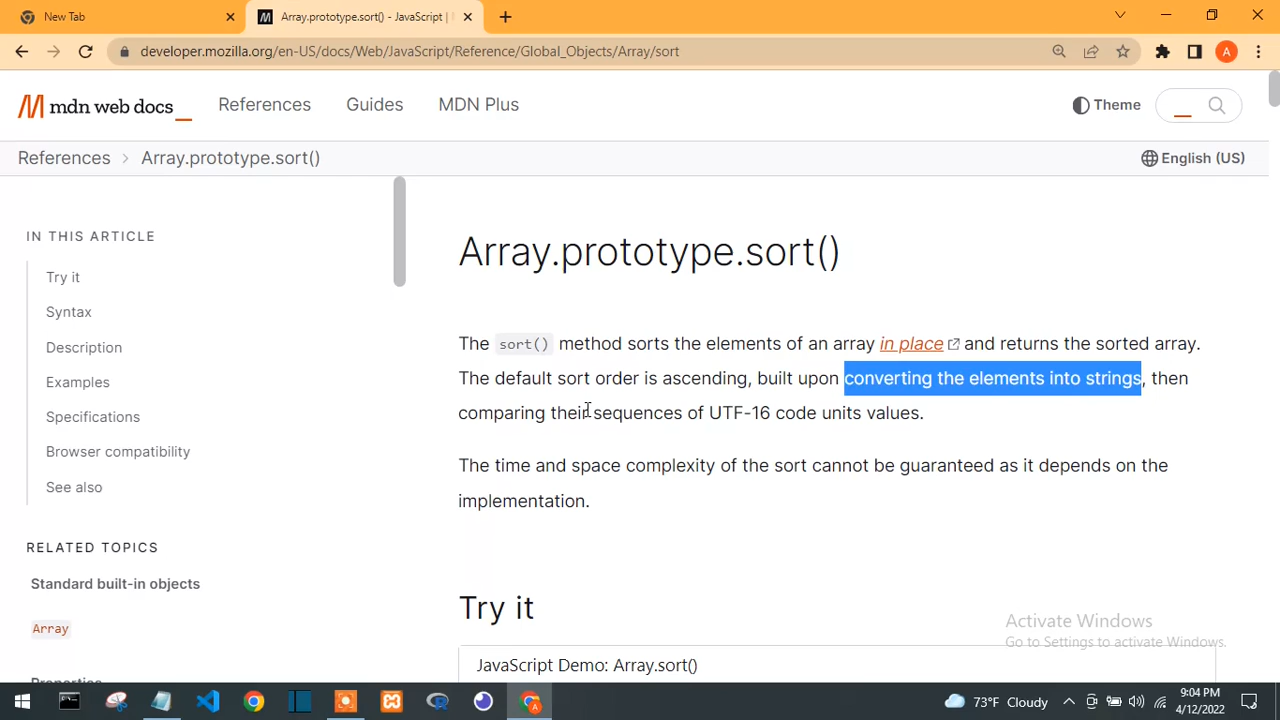 New Tab
Array.prototype.sort() - JavaScript |
developer.mozilla.org/en-US/docs/Web/JavaScript/Reference/Global_Objects/Array/sort
A
mdn web docs _
References
Guides
MDN Plus
Theme
References > Array.prototype.sort()
English (US)
IN THIS ARTICLE
Try it
Syntax
Description
Examples
Specifications
Browser compatibility
See also
RELATED TOPICS
Standard built-in objects
Array
Array.prototype.sort()
The sort() method sorts the elements of an array in place and returns the sorted array.
The default sort order is ascending, built upon converting the elements into strings, then
comparing their sequences of UTF-16 code units values.
The time and space complexity of the sort cannot be guaranteed as it depends on the
implementation.
Try it
JavaScript Demo: Array.sort()
Activate Windows
Go to Settings to activate Windows.
73°F Cloudy
9:04 PM
4/12/2022